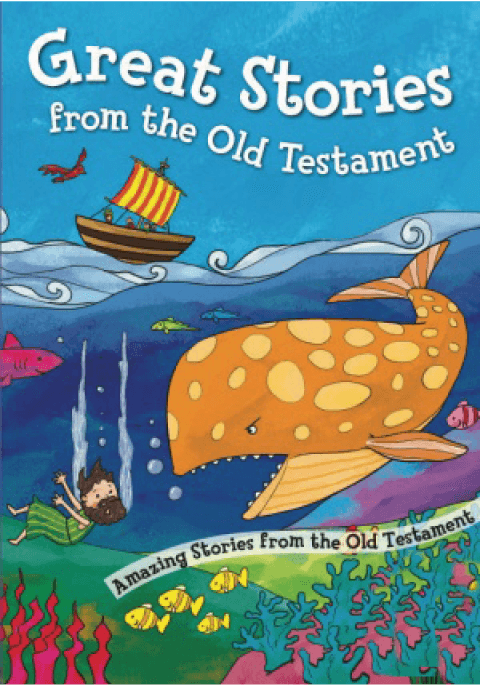 Great Stories
from the Old Testament
Amazing Stories from the Old Testament